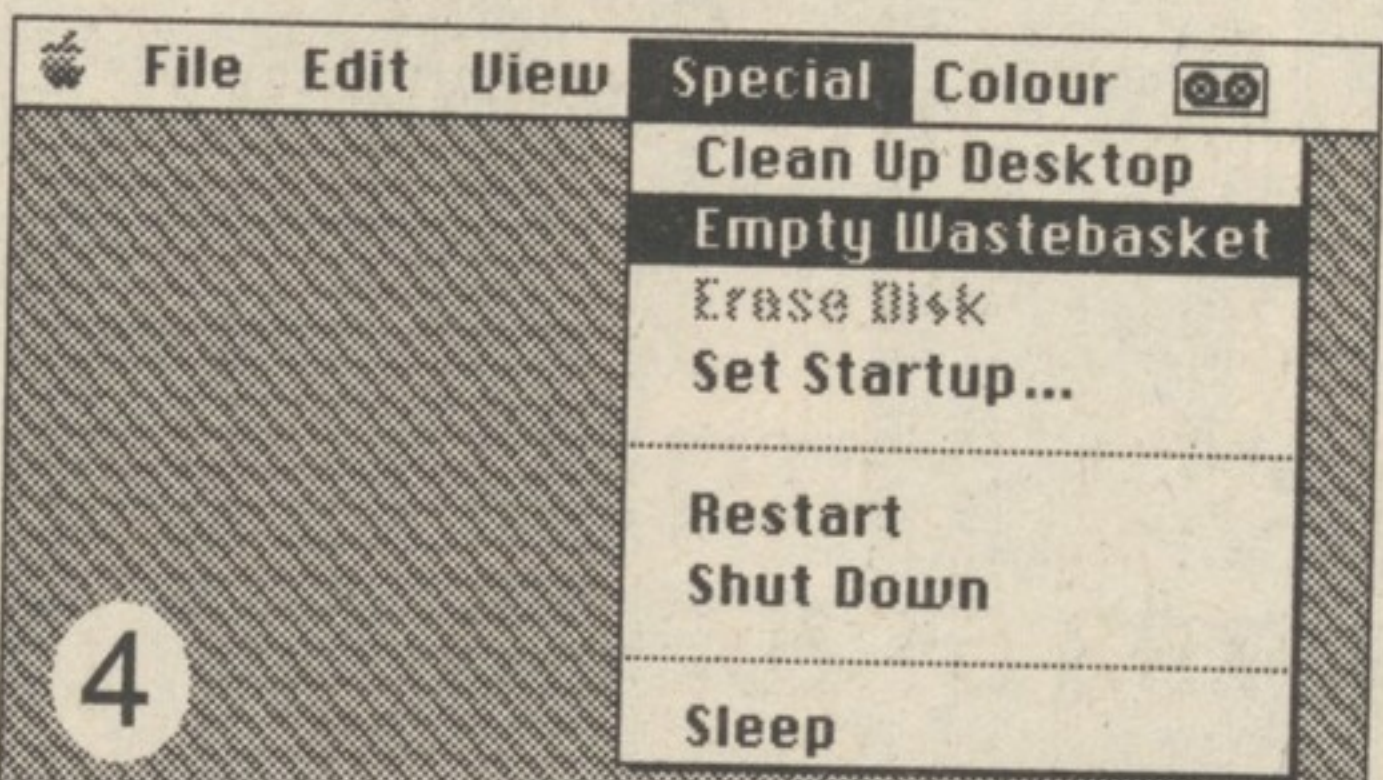 File Edit View Special Colour
Clean Up Desktop
Empty Wastebasket
Erase Disk
Set Startup...
Restart
Shut Down
Sleep
4